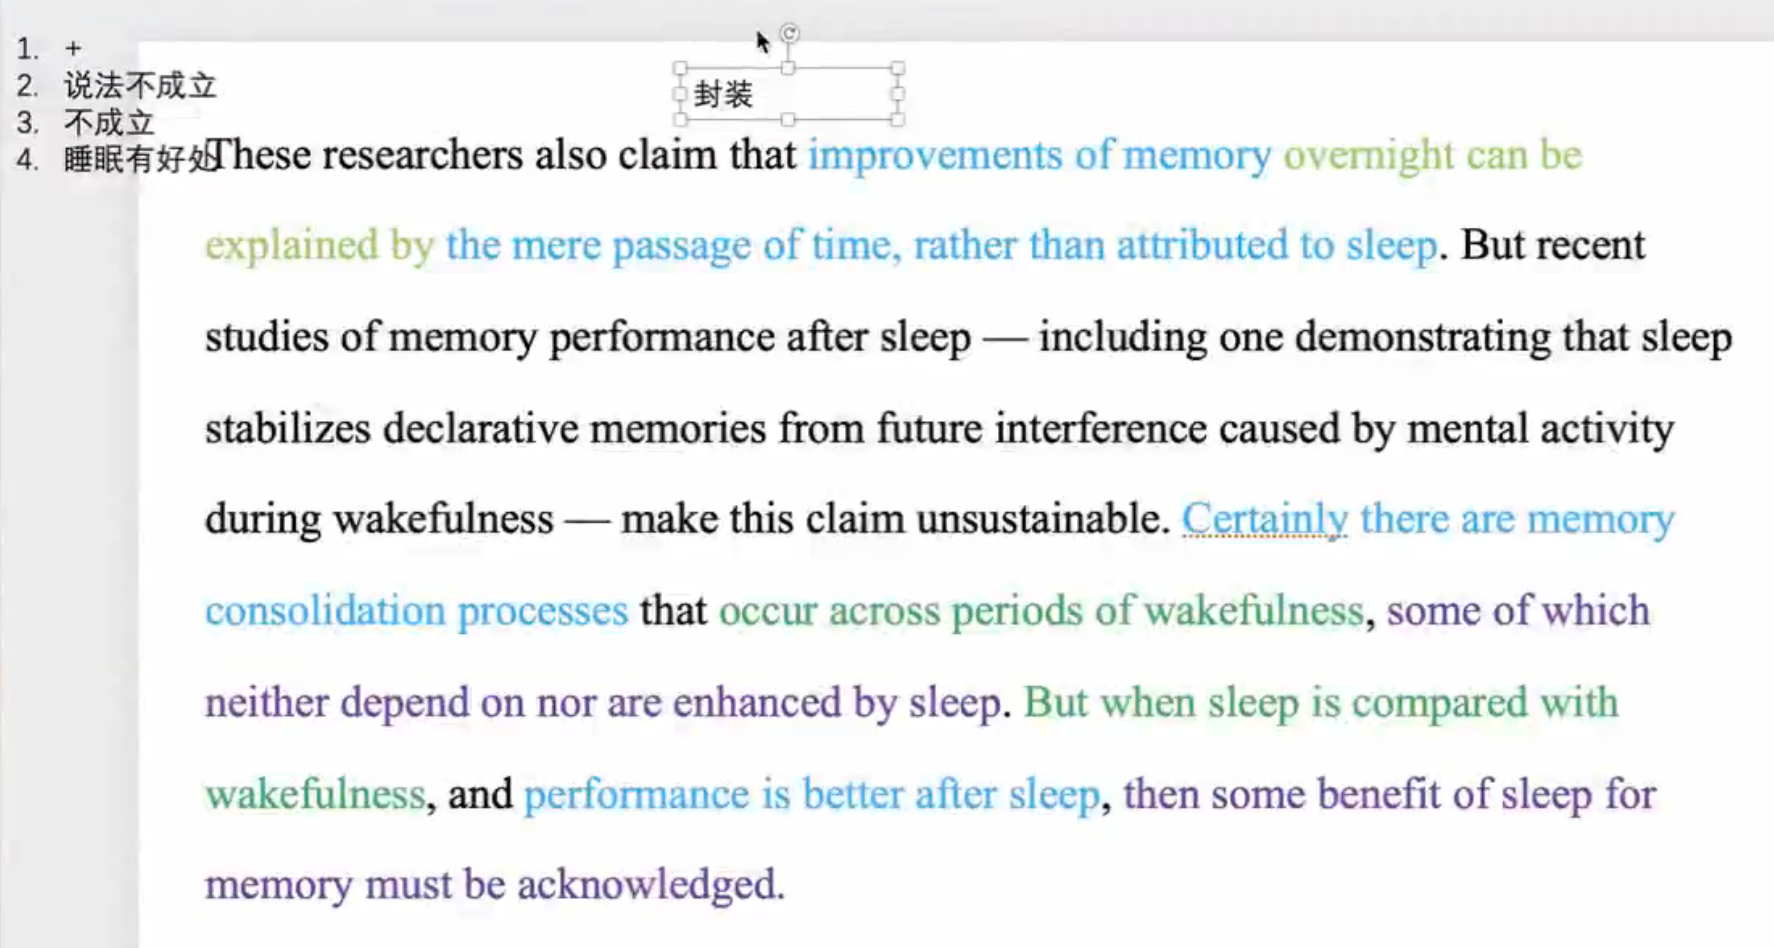 1. +
2. 说法不成立
3. 不成立
4. 睡眠有好处
封装
These researchers also claim that improvements of memory overnight can be
explained by the mere passage of time, rather than attributed to sleep. But recent
studies of memory performance after sleep — including one demonstrating that sleep
stabilizes declarative memories from future interference caused by mental activity
during wakefulness — make this claim unsustainable. Certainly there are memory
consolidation processes that occur across periods of wakefulness, some of which
neither depend on nor are enhanced by sleep. But when sleep is compared with
wakefulness, and performance is better after sleep, then some benefit of sleep for
memory must be acknowledged.